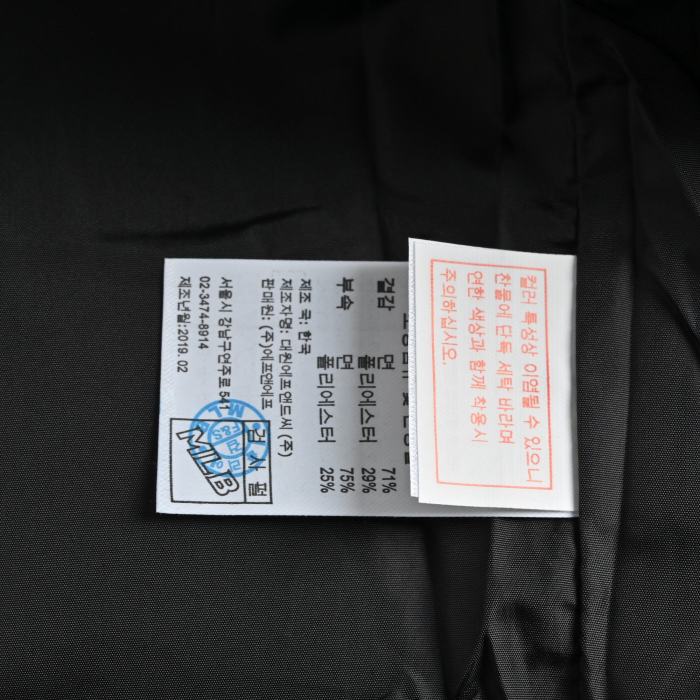 컬러 특성상 이염될 수 있으니
찬물에 단독 세탁 바라며
연한 색상과 함께 착용시
주의하십시오.
겉감 면 71%
폴리에스터 29%
부속 면 75%
폴리에스터 25%
제조 국: 한국
제조자명: 대원에프앤드씨 (주)
판매원: (주)에프앤에프
서울시 강남구언주로 541
02-3474-8914
제조년월:2019.02
검사필
MLB